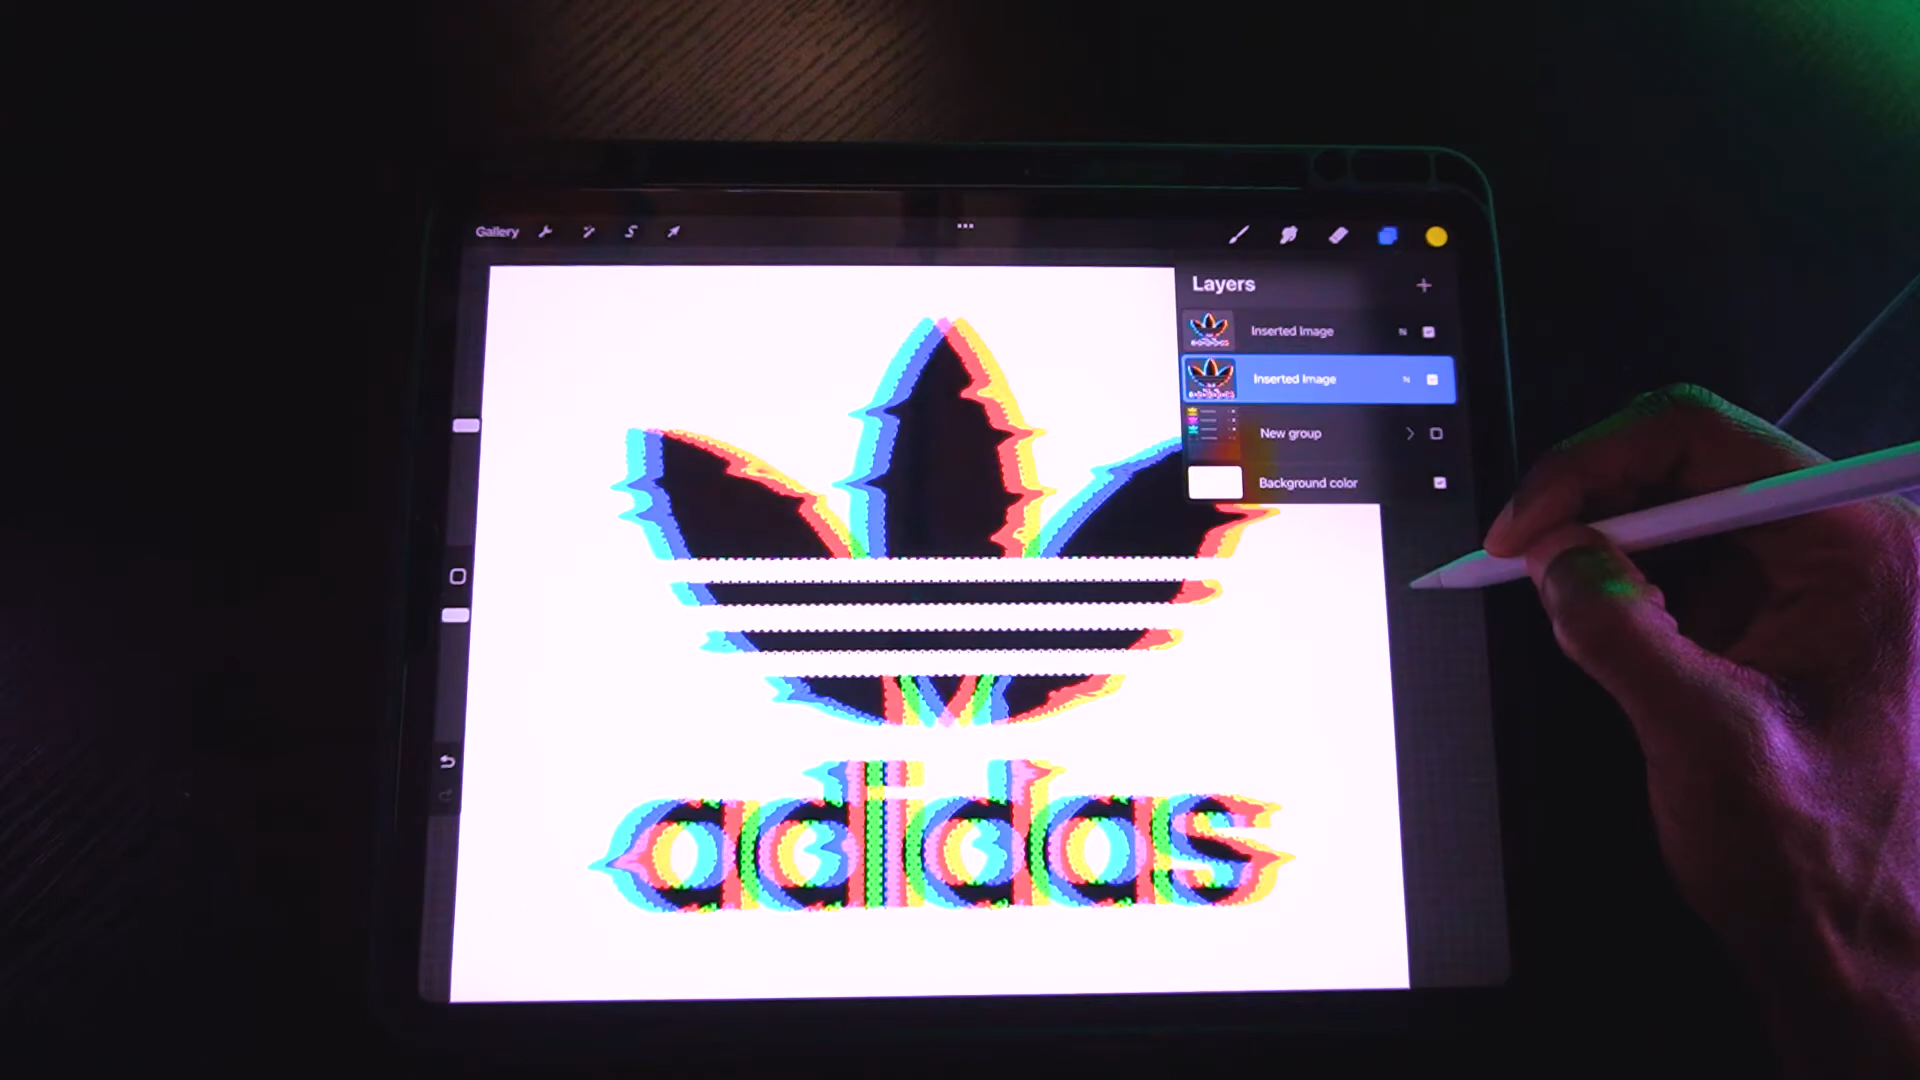 Gallery
Layers
Inserted Image N
Inserted Image N
New group
Background color
adidas